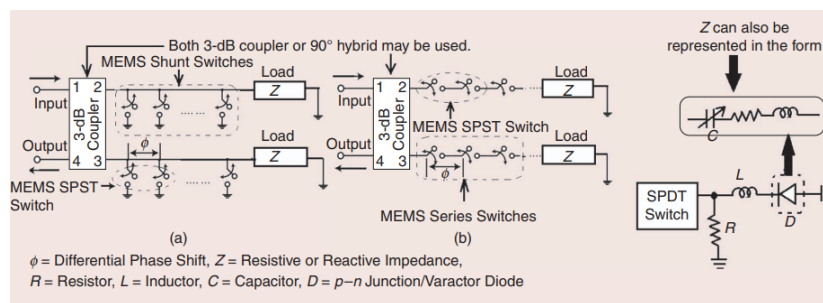 Both 3-dB coupler or 90° hybrid may be used.
MEMS Shunt Switches
Input
1 2
3-dB
Coupler
4 3
Output
Load
Z
.......
ϕ
Load
Z
.......
MEMS SPST
Switch
(a)
Input
1 2
3-dB
Coupler
4 3
Output
Load
Z
.....
MEMS SPST Switch
Load
Z
.....
ϕ
MEMS Series Switches
(b)
Z can also be
represented in the form
C
SPDT
Switch
L
R
D
ϕ = Differential Phase Shift, Z = Resistive or Reactive Impedance,
R = Resistor, L = Inductor, C = Capacitor, D = p–n Junction/Varactor Diode